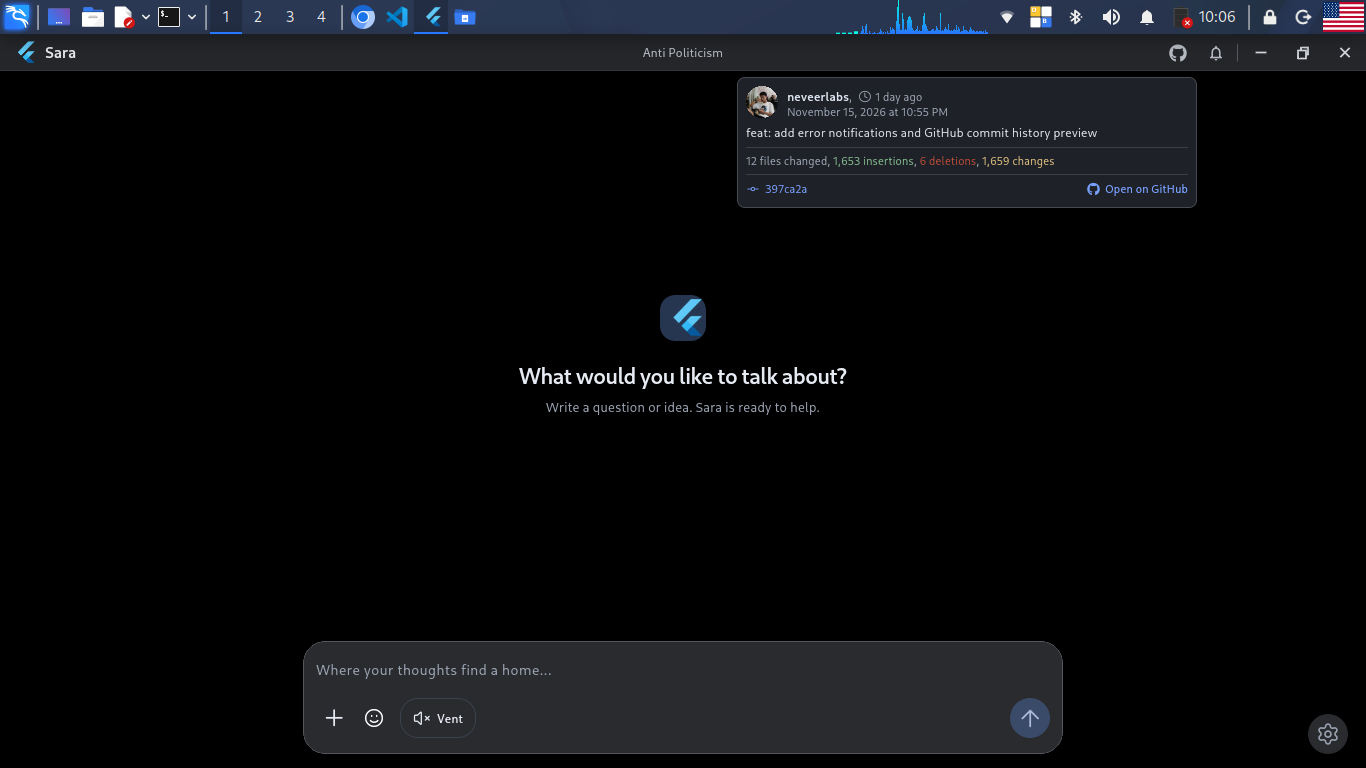 1 2 3 4 10:06
Sara Anti Politicism
neveerlabs, 1 day ago
November 15, 2026 at 10:55 PM
feat: add error notifications and GitHub commit history preview
12 files changed, 1,653 insertions, 6 deletions, 1,659 changes
397ca2a Open on GitHub
What would you like to talk about?
Write a question or idea. Sara is ready to help.
Where your thoughts find a home...
Vent